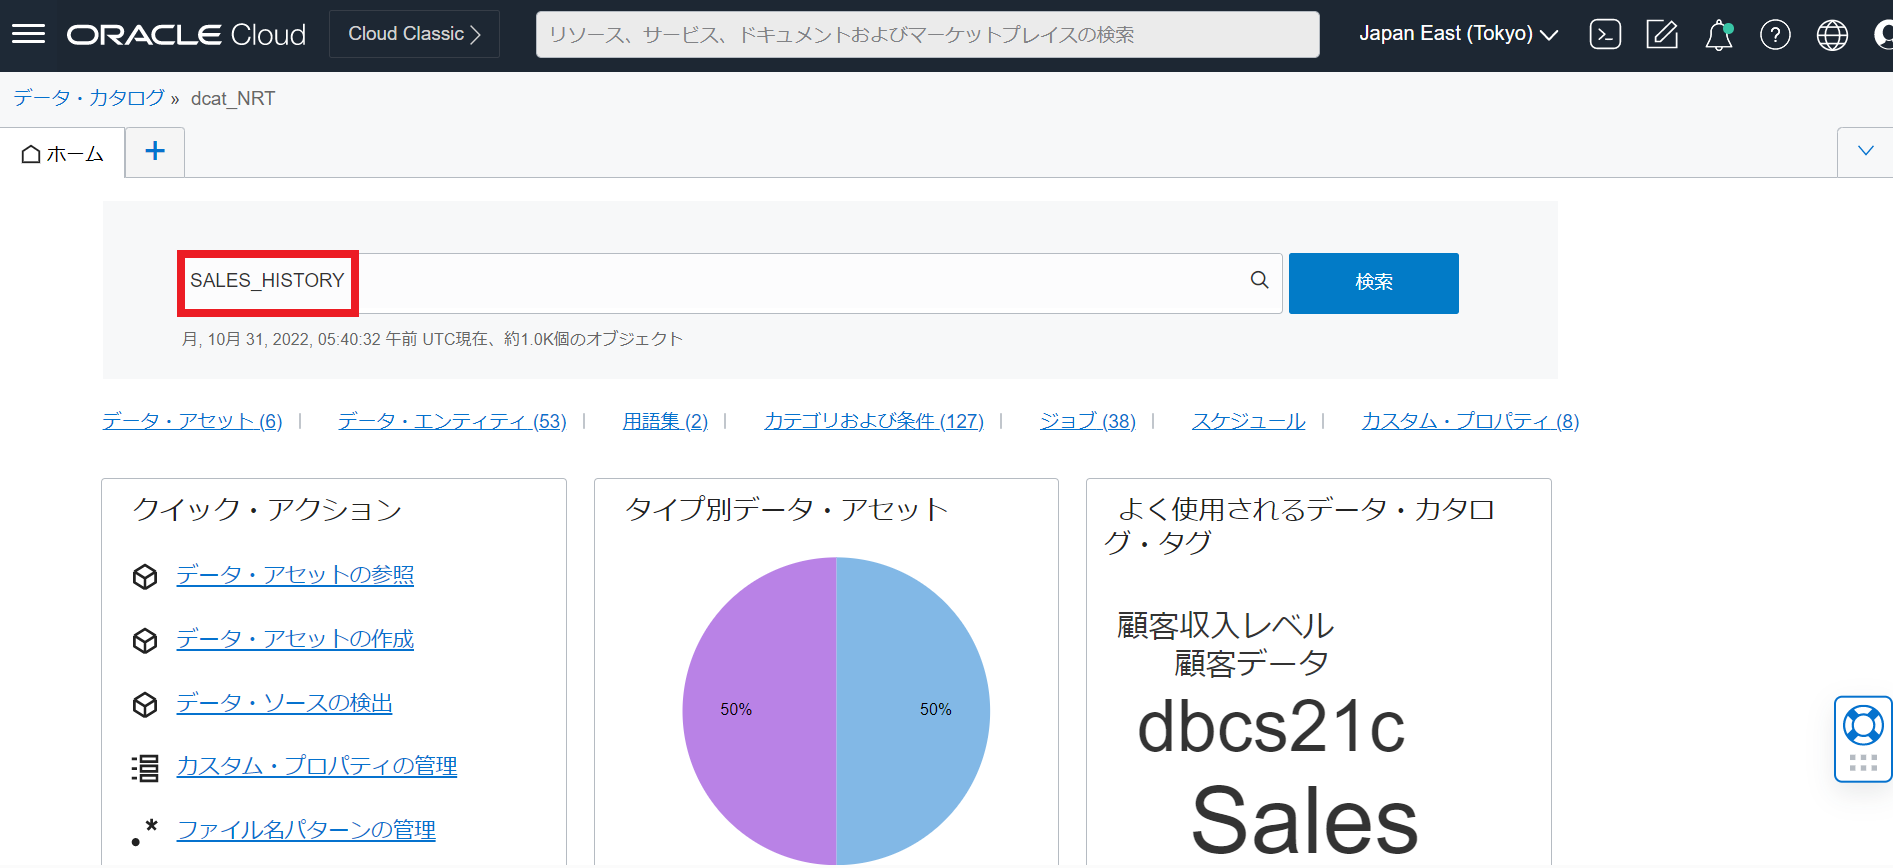 ORACLE Cloud
Cloud Classic
リソース、サービス、ドキュメントおよびマーケットプレイスの検索
Japan East (Tokyo)
データ・カタログ » dcat_NRT
ホーム
+
SALES_HISTORY
検索
月, 10月 31, 2022, 05:40:32 午前 UTC現在、約1.0K個のオブジェクト
データ・アセット (6) | データ・エンティティ (53) | 用語集 (2) | カテゴリおよび条件 (127) | ジョブ (38) | スケジュール | カスタム・プロパティ (8)
クイック・アクション
データ・アセットの参照
データ・アセットの作成
データ・ソースの検出
カスタム・プロパティの管理
.* ファイル名パターンの管理
タイプ別データ・アセット
50%
50%
よく使用されるデータ・カタロ
グ・タグ
顧客収入レベル
顧客データ
dbcs21c
Sales